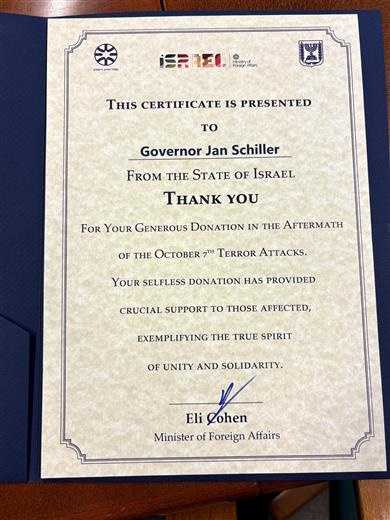 ISRAEL
Ministry of
Foreign Affairs
THIS CERTIFICATE IS PRESENTED
TO
Governor Jan Schiller
FROM THE STATE OF ISRAEL
THANK YOU
FOR YOUR GENEROUS DONATION IN THE AFTERMATH
OF THE OCTOBER 7TH TERROR ATTACKS.
YOUR SELFLESS DONATION HAS PROVIDED
CRUCIAL SUPPORT TO THOSE AFFECTED,
EXEMPLIFYING THE TRUE SPIRIT
OF UNITY AND SOLIDARITY.
Eli Cohen
Minister of Foreign Affairs